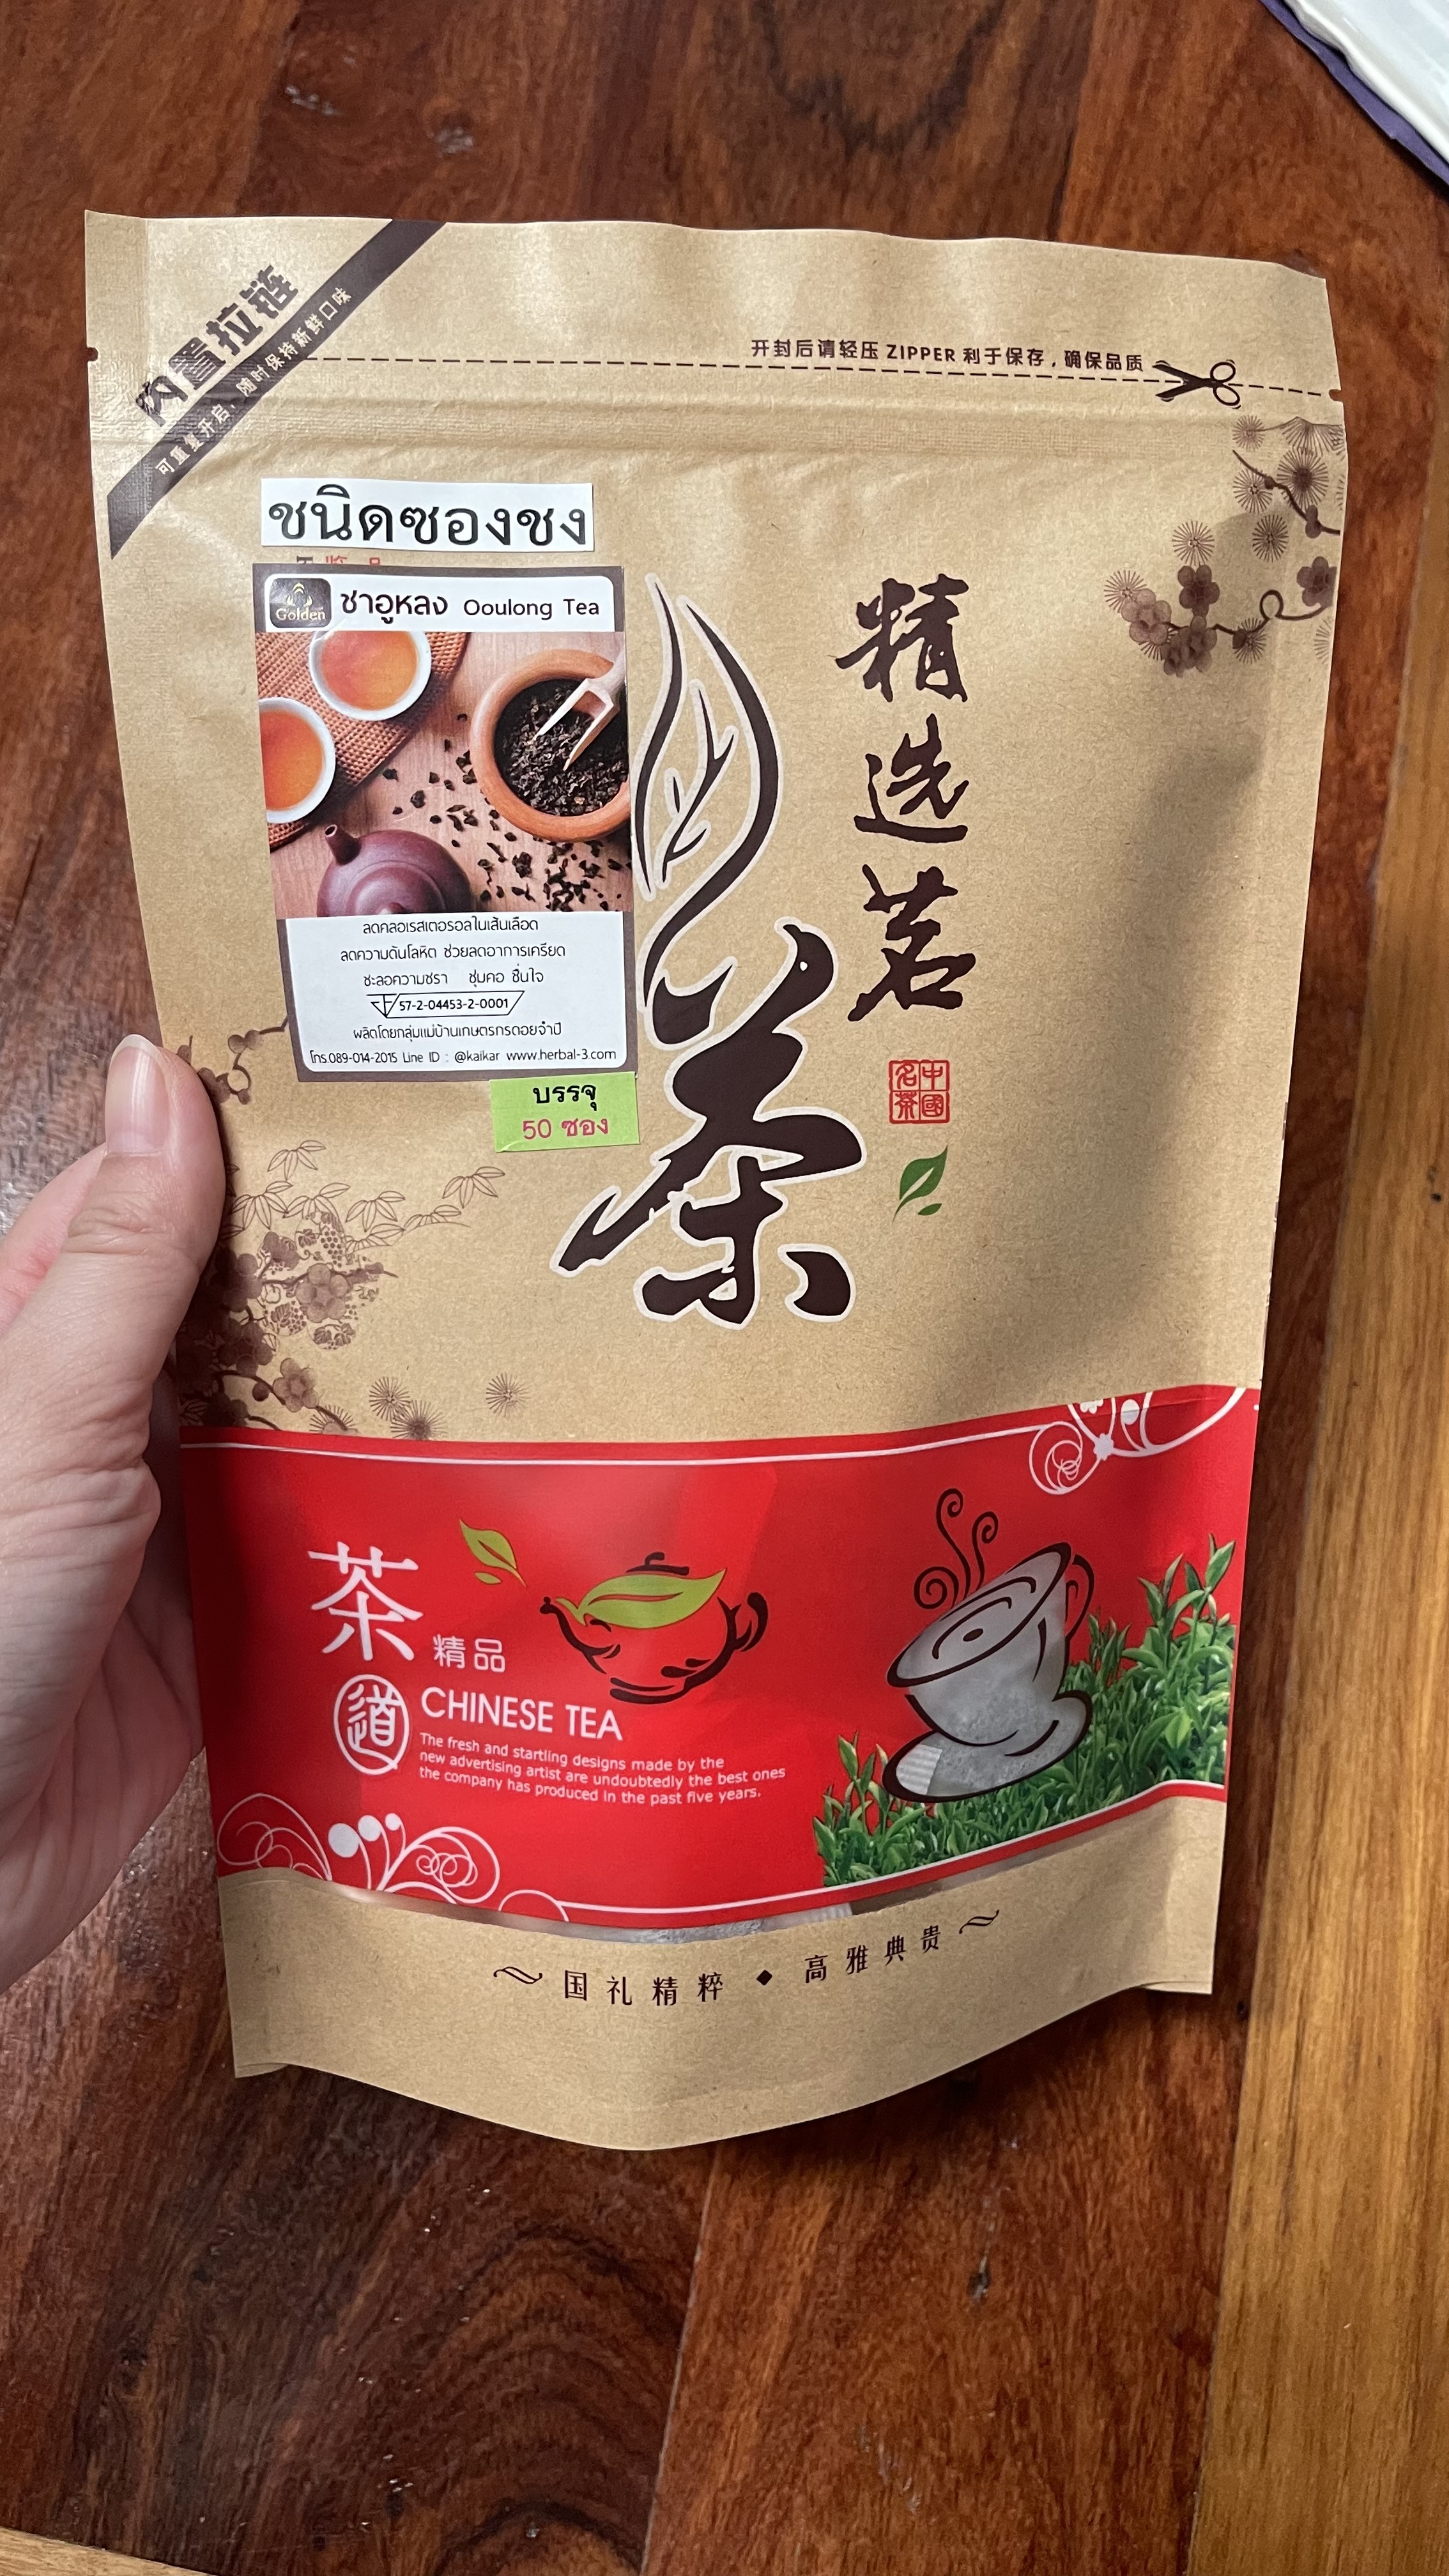 内置拉链
可重复开启，随时保持新鲜口味
开封后请轻压 ZIPPER 利于保存，确保品质
ชนิดซองชง
Golden
ชาอูหลง Ooulong Tea
ลดคลอเรสเตอรอลในเส้นเลือด
ลดความดันโลหิต ช่วยลดอาการเครียด
ชะลอความชรา ชุ่มคอ ชื่นใจ
57-2-04453-2-0001
ผลิตโดยกลุ่มแม่บ้านเกษตรกรดอยจำปี
โทร.089-014-2015 Line ID : @kaikar www.herbal-3.com
บรรจุ
50 ซอง
精选茗
茶
中國名茶
茶
道
精品
CHINESE TEA
The fresh and startling designs made by the
new advertising artist are undoubtedly the best ones
the company has produced in the past five years.
国礼精粹 ◆ 高雅典贵